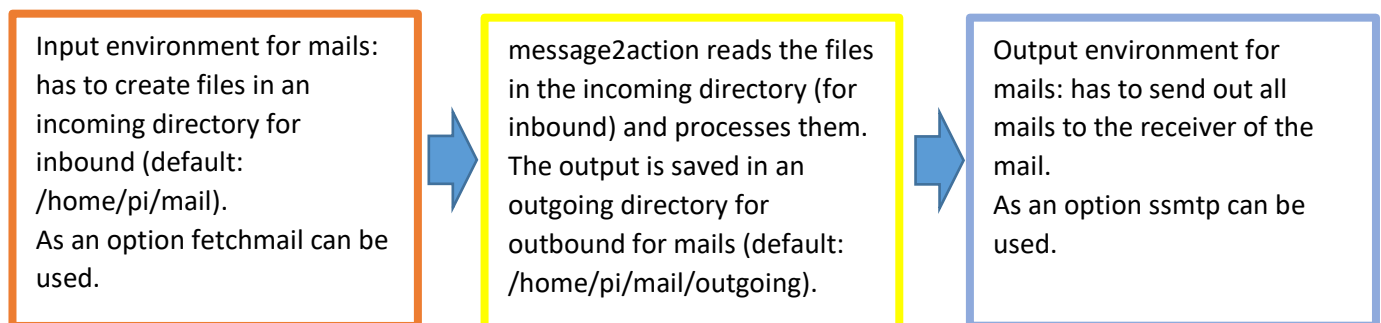 Input environment for mails:
has to create files in an
incoming directory for
inbound (default:
/home/pi/mail).
As an option fetchmail can be
used.
message2action reads the files
in the incoming directory (for
inbound) and processes them.
The output is saved in an
outgoing directory for
outbound for mails (default:
/home/pi/mail/outgoing).
Output environment for
mails: has to send out all
mails to the receiver of the
mail.
As an option ssmtp can be
used.